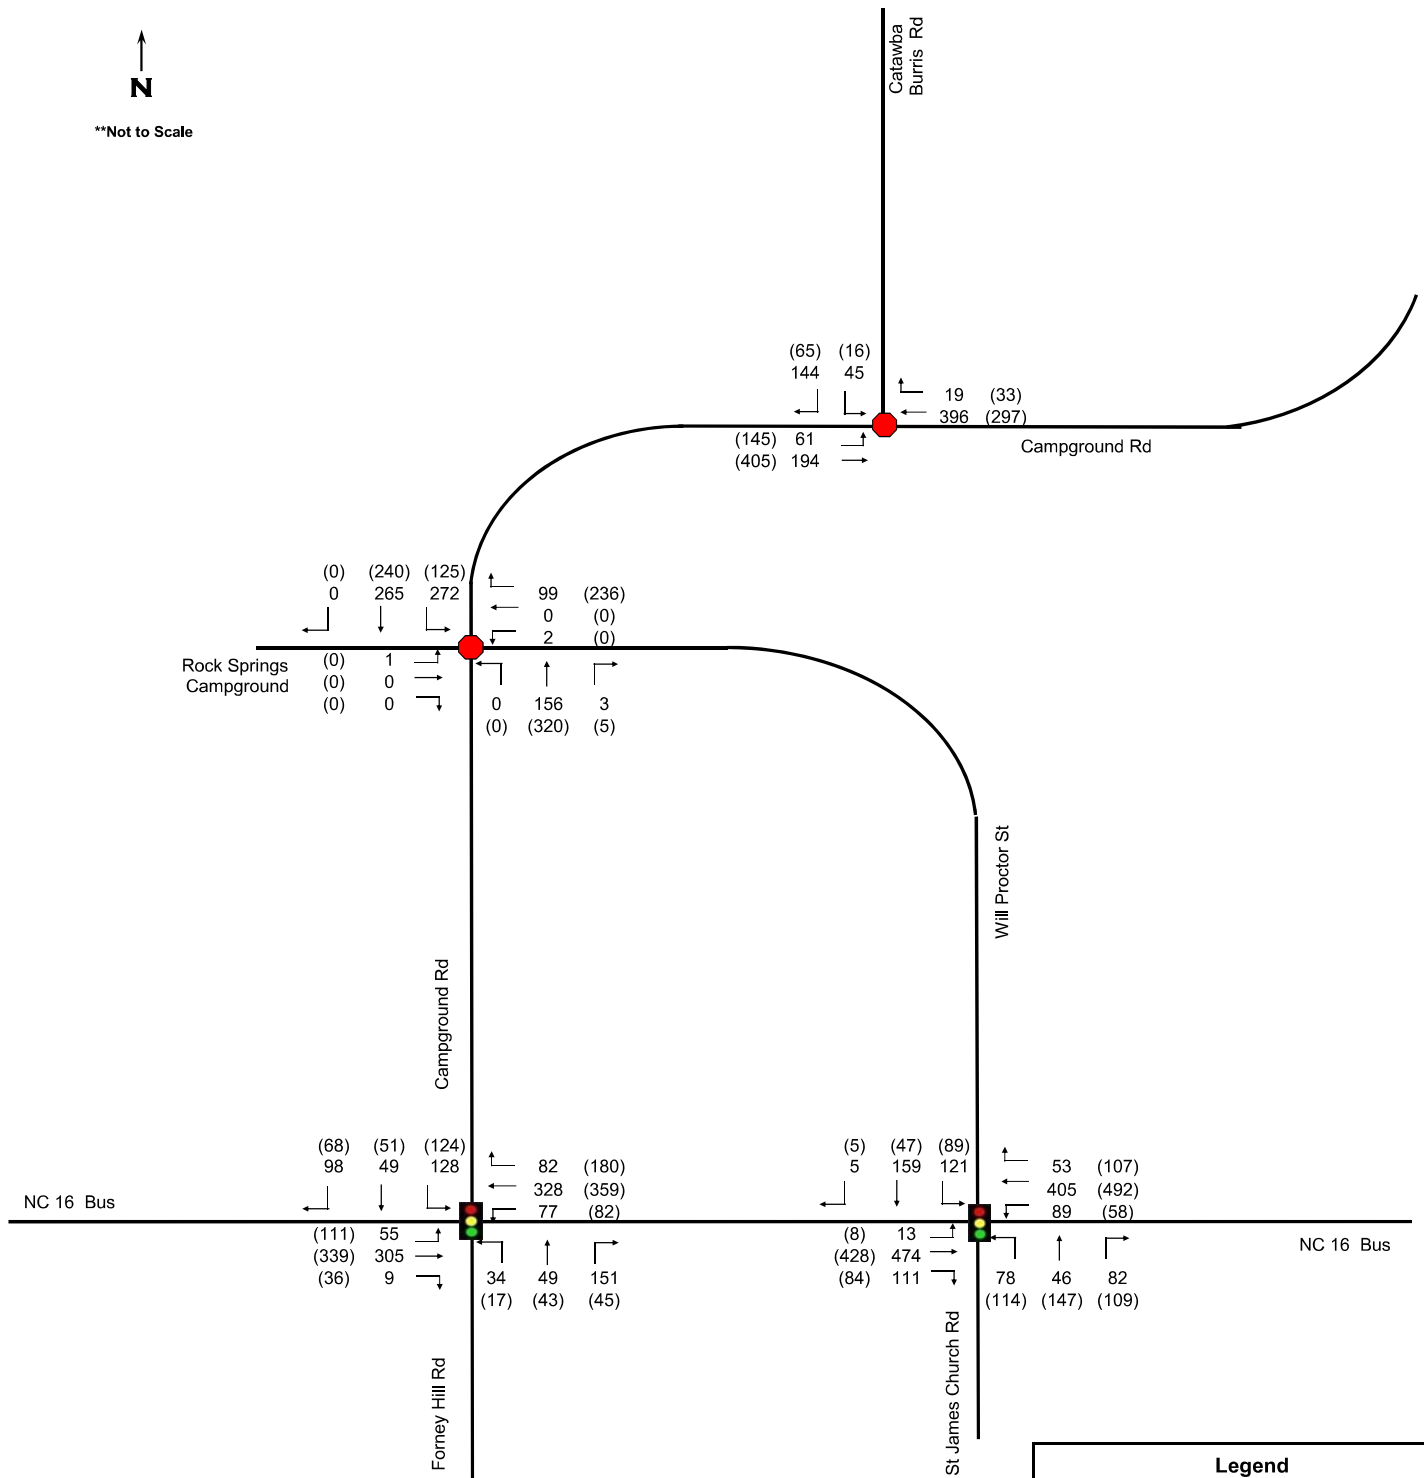 Catawba
Burris Rd
N
**Not to Scale
(65) (16)
144 45
19 (33)
396 (297)
(145) 61
(405) 194
Campground Rd
(0) (240) (125)
0 265 272
99 (236)
0 (0)
2 (0)
Rock Springs
Campground
(0) 1
(0) 0
(0) 0
0 156 3
(0) (320) (5)
Will Proctor St
Campground Rd
(68) (51) (124)
98 49 128
82 (180)
328 (359)
77 (82)
(5) (47) (89)
5 159 121
53 (107)
405 (492)
89 (58)
NC 16 Bus
(111) 55
(339) 305
(36) 9
34 49 151
(17) (43) (45)
(8) 13
(428) 474
(84) 111
78 46 82
(114) (147) (109)
NC 16 Bus
Forney Hill Rd
St James Church Rd
Legend